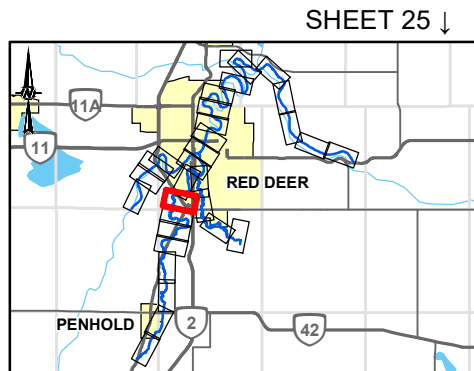 SHEET 25 ↓
N
11A
11
RED DEER
PENHOLD
2
42